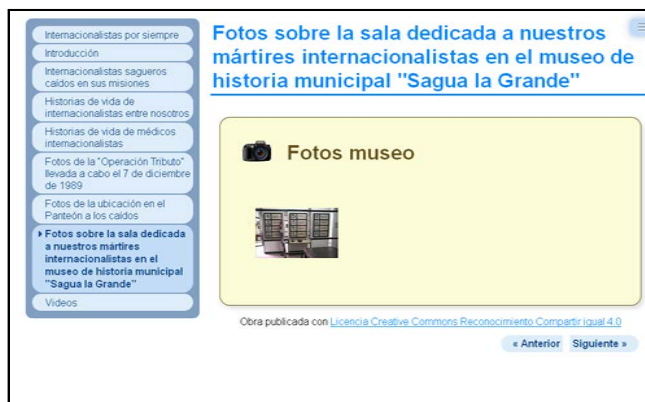 Internacionalistas por siempre
Introducción
Internacionalistas sagueros
caídos en sus misiones
Historias de vida de
internacionalistas entre nosotros
Historias de vida de médicos
internacionalistas
Fotos de la "Operación Tributo"
llevada a cabo el 7 de diciembre
de 1989
Fotos de la ubicación en el
Panteón a los caídos
Fotos sobre la sala dedicada
a nuestros mártires
internacionalistas en el
museo de historia municipal
"Sagua la Grande"
Videos
Fotos sobre la sala dedicada a nuestros
mártires internacionalistas en el museo de
historia municipal "Sagua la Grande"
Fotos museo
Obra publicada con Licencia Creative Commons Reconocimiento Compartir igual 4.0
« Anterior Siguiente »